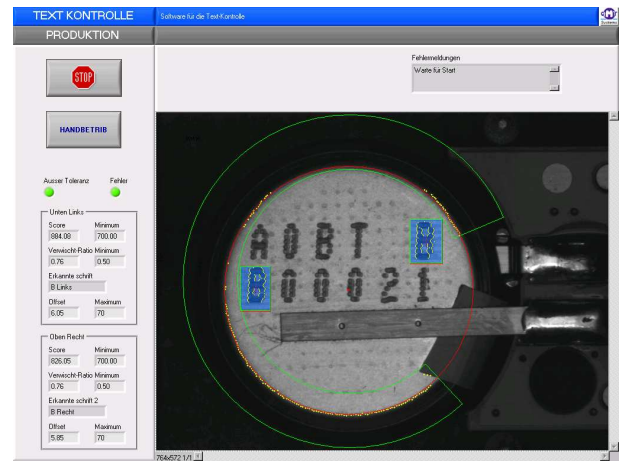 TEXT KONTROLLE
Software für die Text-Kontrolle
PRODUKTION
Fehlermeldungen
Warte für Start
STOP
HANDBETRIB
Ausser Toleranz Fehler
Unten Links
Score Minimum
884.08 700.00
Verwischt-Ratio Minimum
0.76 0.50
Erkannte schrift
B Links
Offset Maximum
6.05 70
Oben Recht
Score Minimum
826.05 700.00
Verwischt-Ratio Minimum
0.76 0.50
Erkannte schrift 2
B Recht
Offset Maximum
5.85 70
764x572 1/1